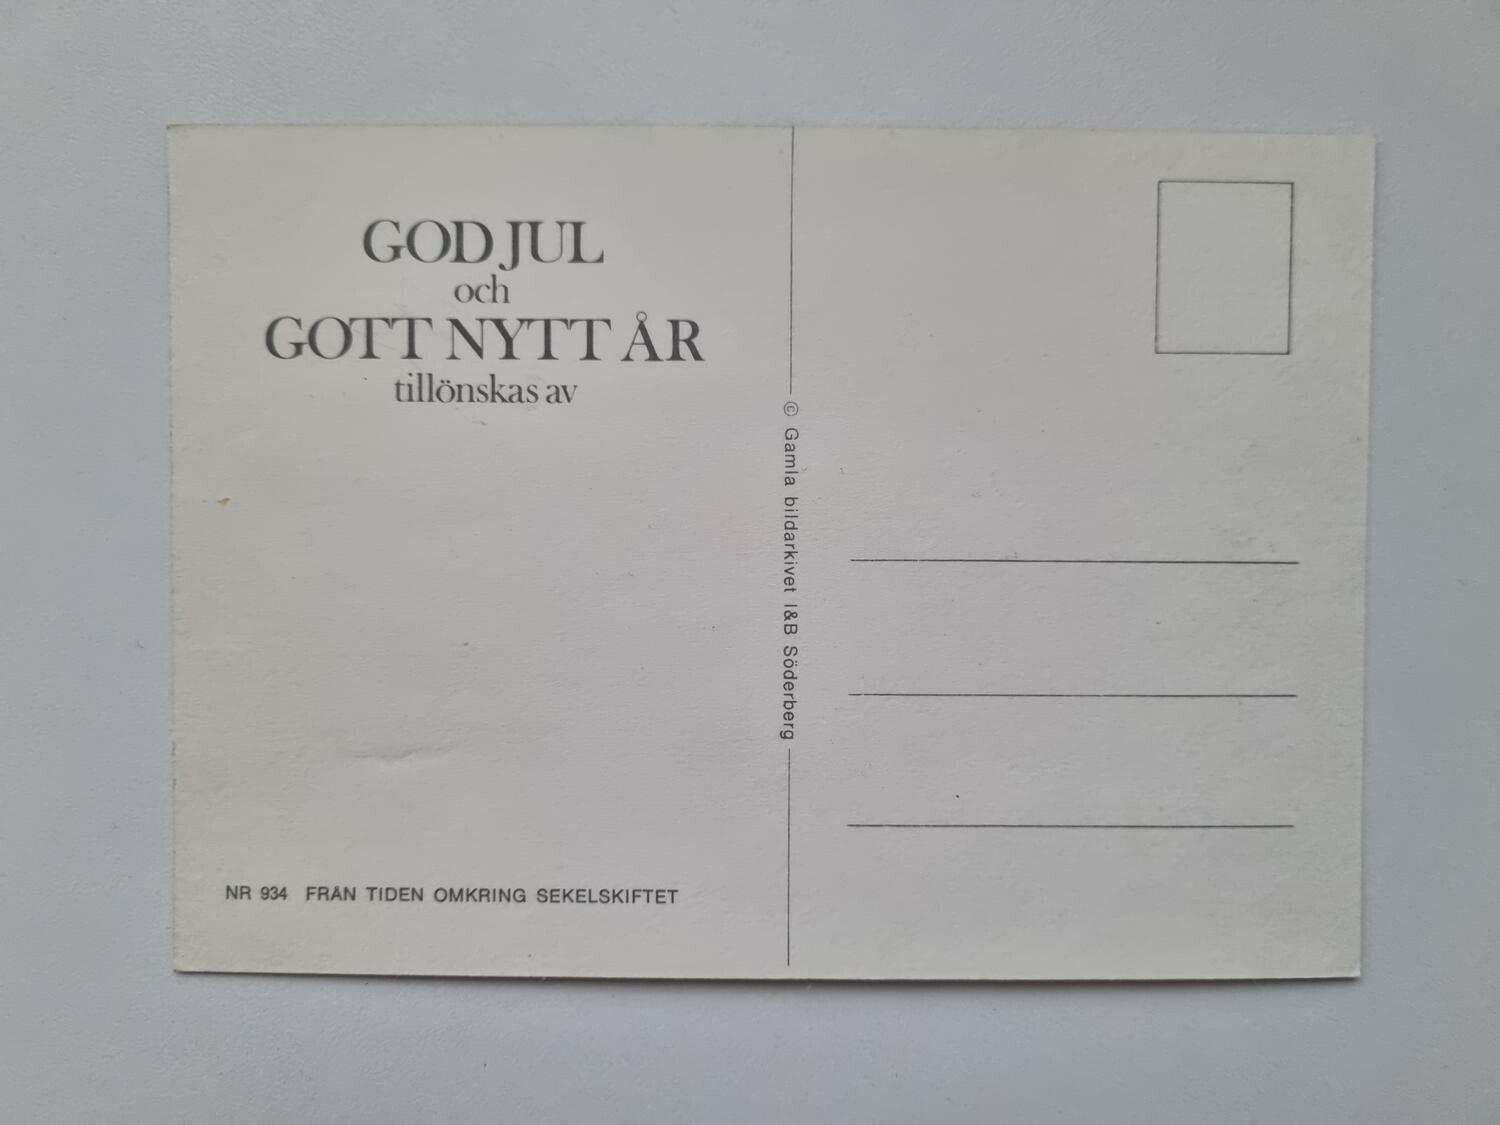 GOD JUL
och
GOTT NYTT ÅR
tillönskas av
© Gamla bildarkivet I&B Söderberg
NR 934 FRÅN TIDEN OMKRING SEKELSKIFTET